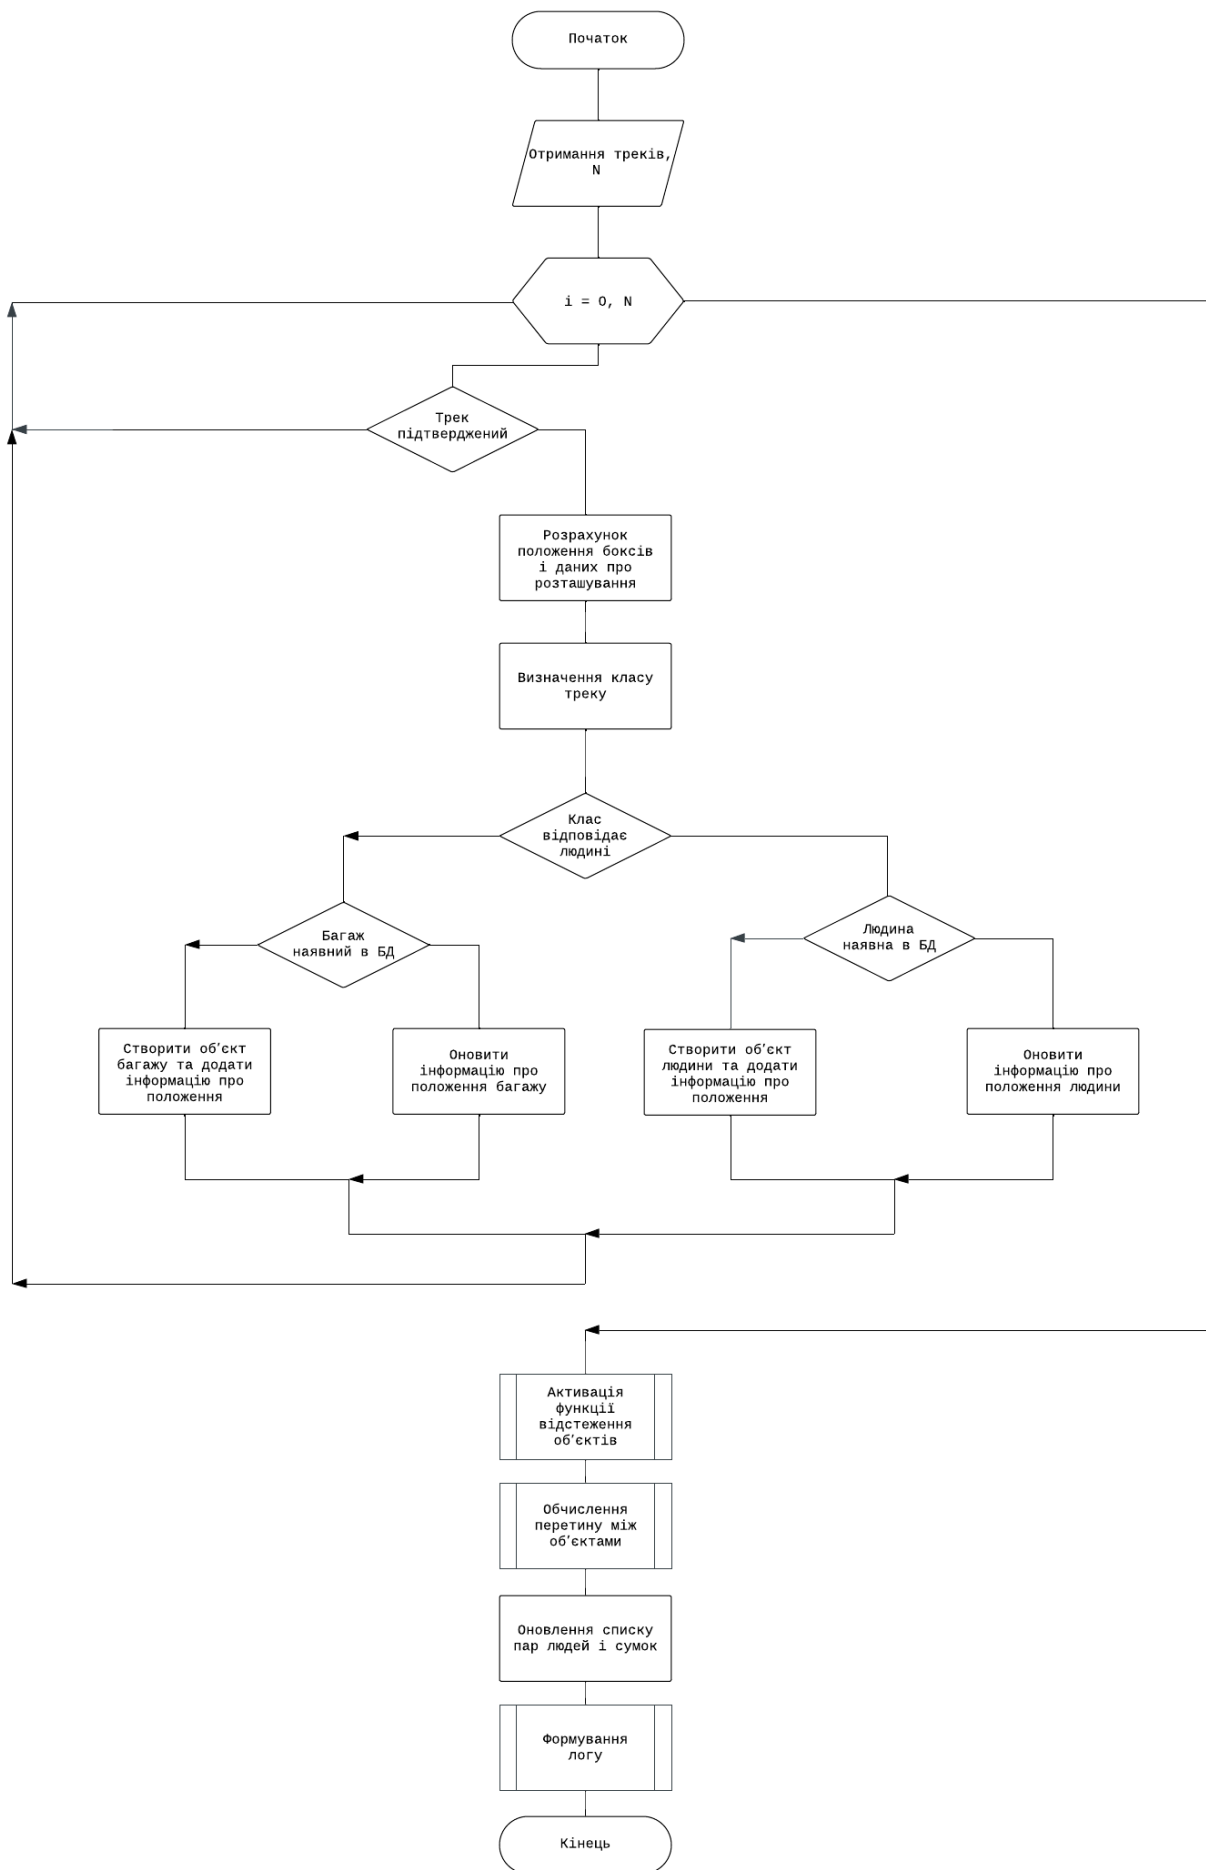 Початок
Отримання треків,
N
i = 0, N
Трек
підтверджений
Розрахунок
положення боксів
і даних про
розташування
Визначення класу
треку
Клас
відповідає
людині
Багаж
наявний в БД
Людина
наявна в БД
Створити об’єкт
багажу та додати
інформацію про
положення
Оновити
інформацію про
положення багажу
Створити об’єкт
людини та додати
інформацію про
положення
Оновити
інформацію про
положення людини
Активація
функції
відстеження
об’єктів
Обчислення
перетину між
об’єктами
Оновлення списку
пар людей і сумок
Формування
логу
Кінець